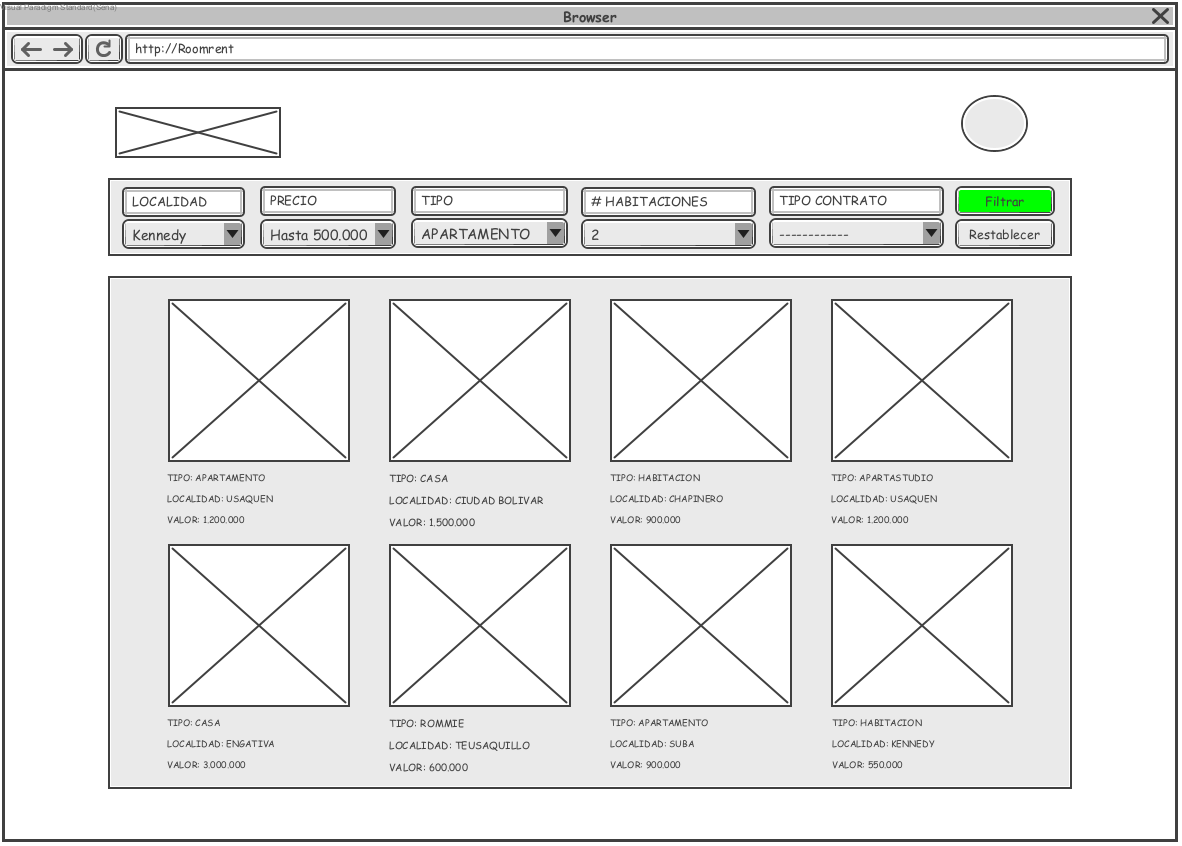 Visual Paradigm Standard(Seria)
Browser
http://Roomrent
LOCALIDAD PRECIO TIPO # HABITACIONES TIPO CONTRATO Filtrar
Kennedy Hasta 500.000 APARTAMENTO 2 ------------ Restablecer
TIPO: APARTAMENTO TIPO: CASA TIPO: HABITACION TIPO: APARTASTUDIO
LOCALIDAD: USAQUEN LOCALIDAD: CIUDAD BOLIVAR LOCALIDAD: CHAPINERO LOCALIDAD: USAQUEN
VALOR: 1.200.000 VALOR: 1.500.000 VALOR: 900.000 VALOR: 1.200.000
TIPO: CASA TIPO: ROMMIE TIPO: APARTAMENTO TIPO: HABITACION
LOCALIDAD: ENGATIVA LOCALIDAD: TEUSAQUILLO LOCALIDAD: SUBA LOCALIDAD: KENNEDY
VALOR: 3.000.000 VALOR: 600.000 VALOR: 900.000 VALOR: 550.000